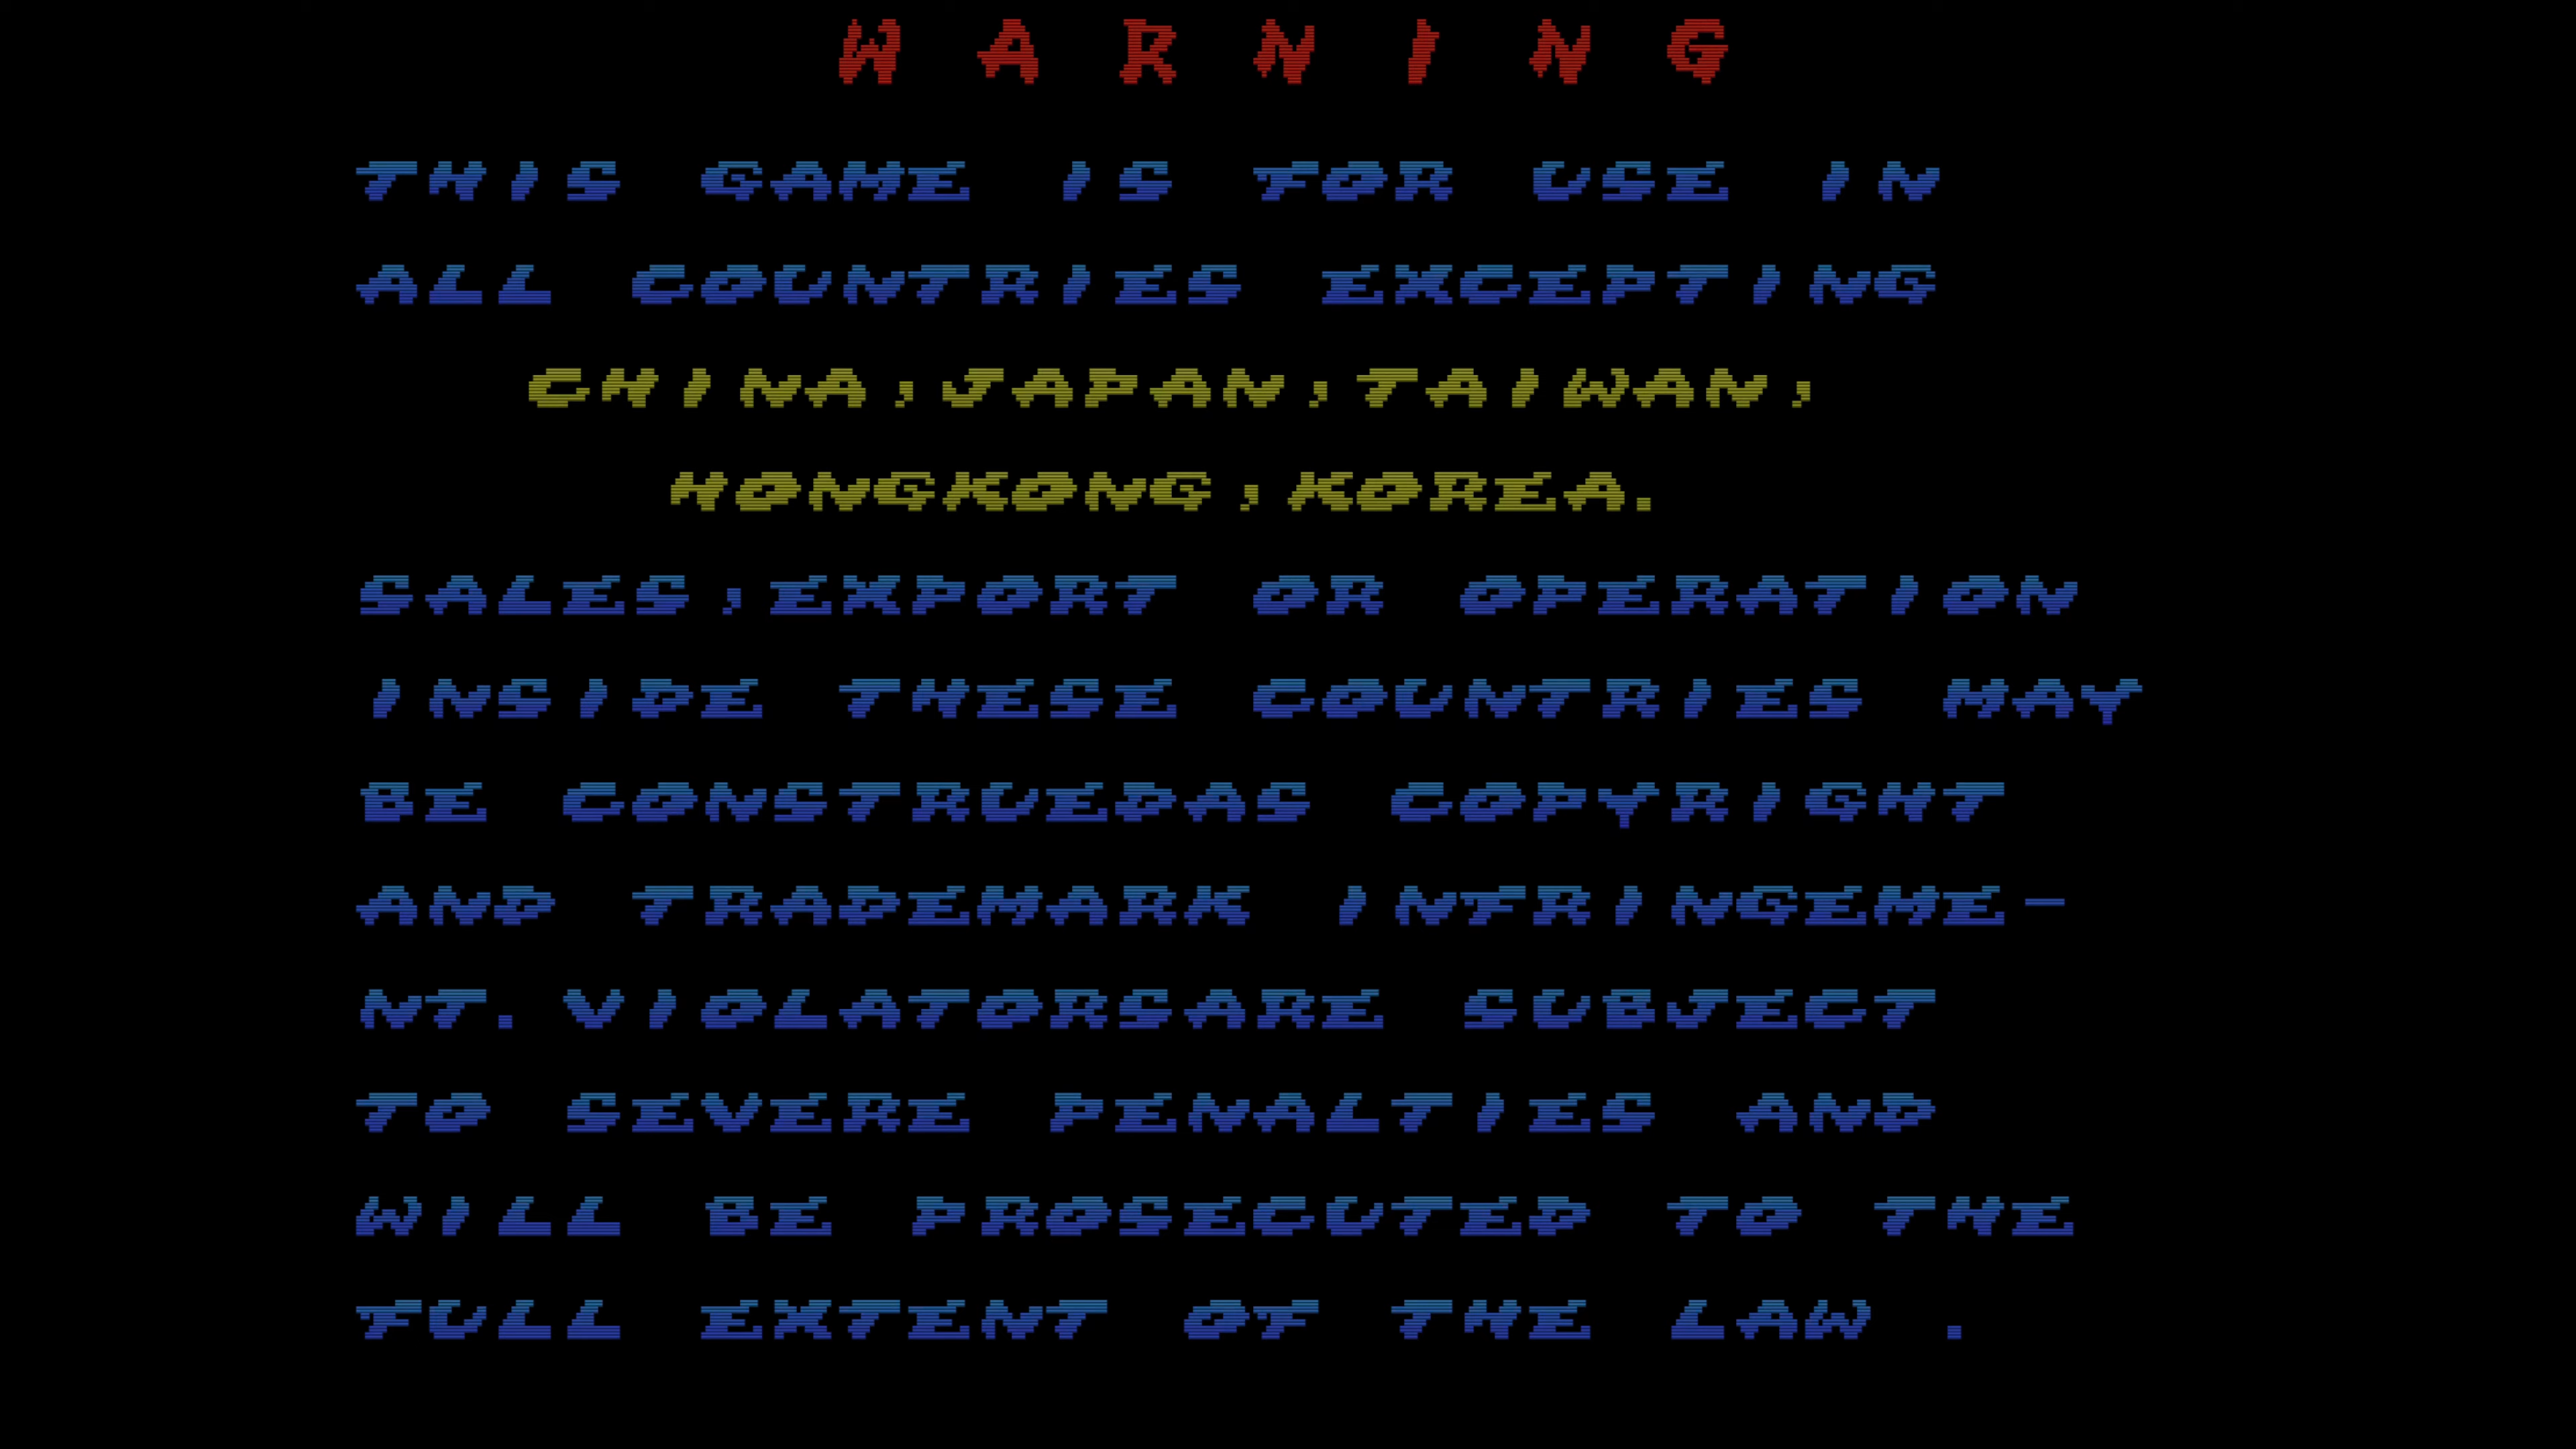 W A R N I N G
THIS GAME IS FOR USE IN
ALL COUNTRIES EXCEPTING
CHINA,JAPAN,TAIWAN,
HONGKONG,KOREA.
SALES,EXPORT OR OPERATION
INSIDE THESE COUNTRIES MAY
BE CONSTRUEDAS COPYRIGHT
AND TRADEMARK INFRINGEME-
NT.VIOLATORSARE SUBJECT
TO SEVERE PENALTIES AND
WILL BE PROSECUTED TO THE
FULL EXTENT OF THE LAW .